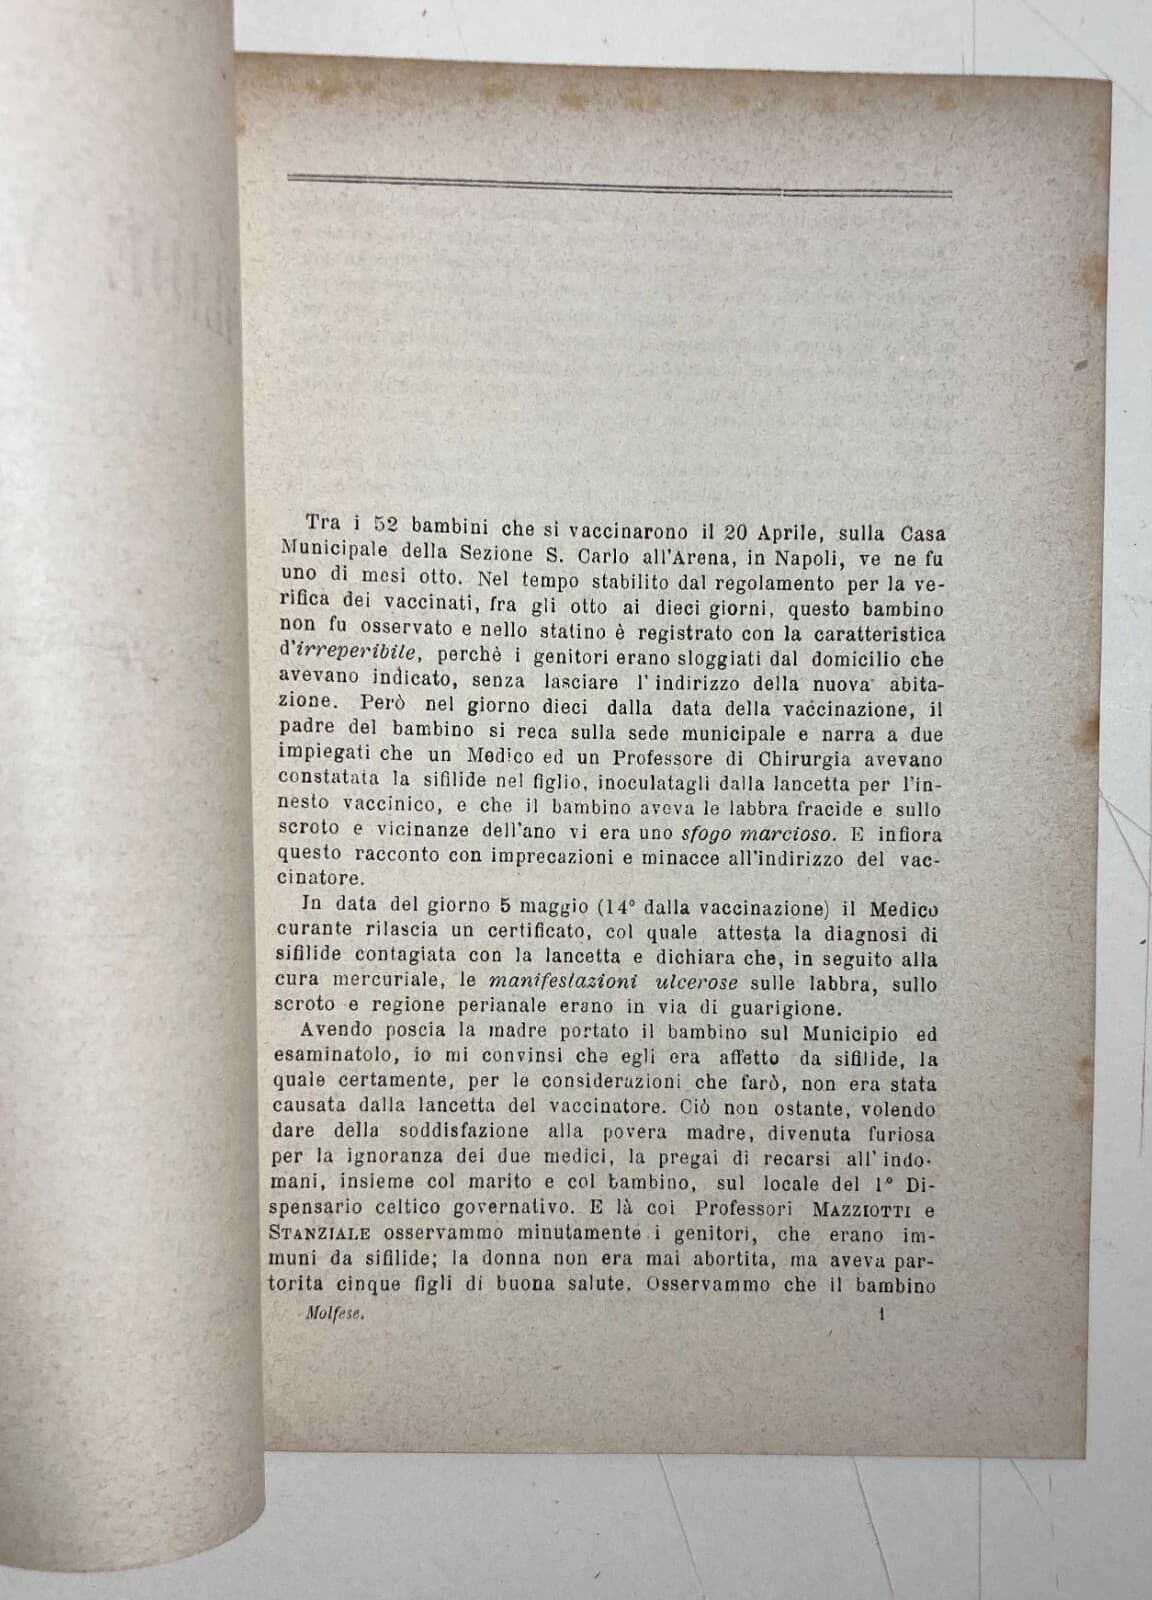 Tra i 52 bambini che si vaccinarono il 20 Aprile, sulla Casa
Municipale della Sezione S. Carlo all'Arena, in Napoli, ve ne fu
uno di mesi otto. Nel tempo stabilito dal regolamento per la ve-
rifica dei vaccinati, fra gli otto ai dieci giorni, questo bambino
non fu osservato e nello statino è registrato con la caratteristica
d'irreperibile, perchè i genitori erano sloggiati dal domicilio che
avevano indicato, senza lasciare l'indirizzo della nuova abita-
zione. Però nel giorno dieci dalla data della vaccinazione, il
padre del bambino si reca sulla sede municipale e narra a due
impiegati che un Medico ed un Professore di Chirurgia avevano
constatata la sifilide nel figlio, inoculatagli dalla lancetta per l'in-
nesto vaccinico, e che il bambino aveva le labbra fracide e sullo
scroto e vicinanze dell'ano vi era uno sfogo marcioso. E infiora
questo racconto con imprecazioni e minacce all'indirizzo del vac-
cinatore.
In data del giorno 5 maggio (14º dalla vaccinazione) il Medico
curante rilascia un certificato, col quale attesta la diagnosi di
sifilide contagiata con la lancetta e dichiara che, in seguito alla
cura mercuriale, le manifestazioni ulcerose sulle labbra, sullo
scroto e regione perianale erano in via di guarigione.
Avendo poscia la madre portato il bambino sul Municipio ed
esaminatolo, io mi convinsi che egli era affetto da sifilide, la
quale certamente, per le considerazioni che farò, non era stata
causata dalla lancetta del vaccinatore. Ciò non ostante, volendo
dare della soddisfazione alla povera madre, divenuta furiosa
per la ignoranza dei due medici, la pregai di recarsi all'indo-
mani, insieme col marito e col bambino, sul locale del 1º Di-
spensario celtico governativo. E là coi Professori MAZZIOTTI e
STANZIALE osservammo minutamente i genitori, che erano im-
muni da sifilide; la donna non era mai abortita, ma aveva par-
torita cinque figli di buona salute. Osservammo che il bambino
Molfese. 1